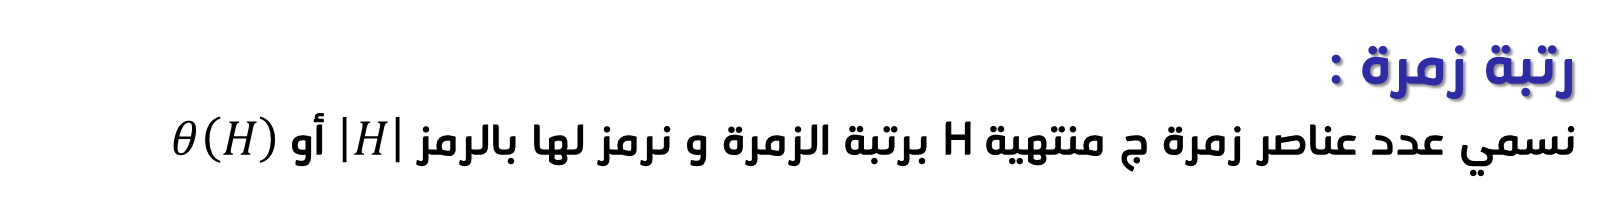 رتبة زمرة :
نسمي عدد عناصر زمرة ج منتهية H برتبة الزمرة و نرمز لها بالرمز |H| أو θ(H)